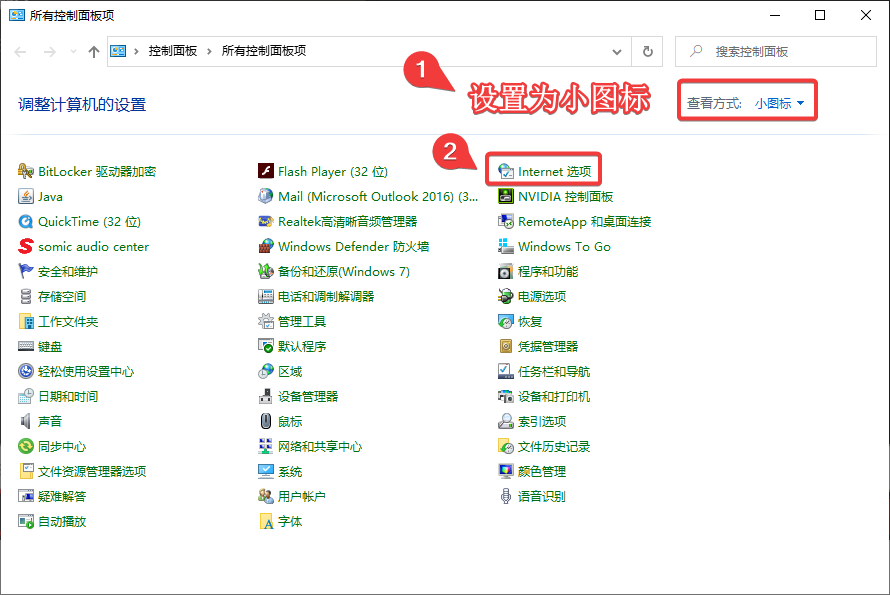 所有控制面板项
控制面板 › 所有控制面板项
搜索控制面板
1
设置为小图标
调整计算机的设置
查看方式: 小图标
2
BitLocker 驱动器加密
Flash Player (32 位)
Internet 选项
Java
Mail (Microsoft Outlook 2016) (3...
NVIDIA 控制面板
QuickTime (32 位)
Realtek高清晰音频管理器
RemoteApp 和桌面连接
somic audio center
Windows Defender 防火墙
Windows To Go
安全和维护
备份和还原(Windows 7)
程序和功能
存储空间
电话和调制解调器
电源选项
工作文件夹
管理工具
恢复
键盘
默认程序
凭据管理器
轻松使用设置中心
区域
任务栏和导航
日期和时间
设备管理器
设备和打印机
声音
鼠标
索引选项
同步中心
网络和共享中心
文件历史记录
文件资源管理器选项
系统
颜色管理
疑难解答
用户帐户
语音识别
自动播放
字体